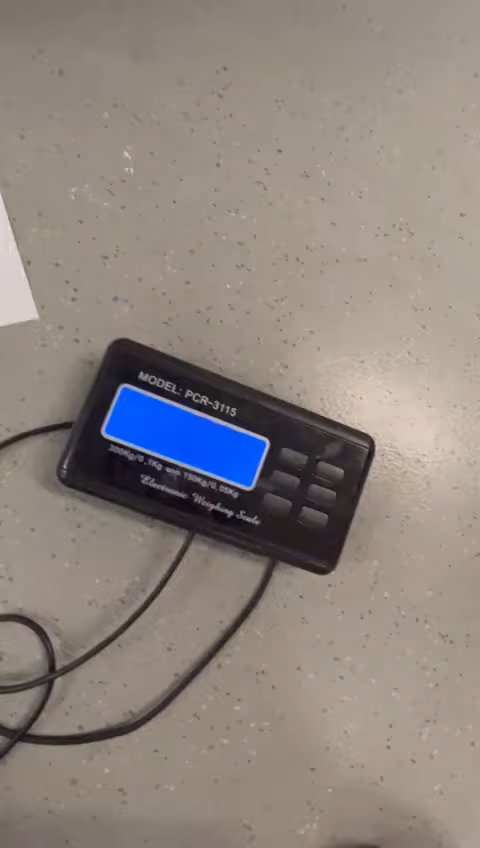 MODEL: PCR-3115
300Kg/0.1Kg and 150Kg/0.05Kg
Electronic Weighing Scale